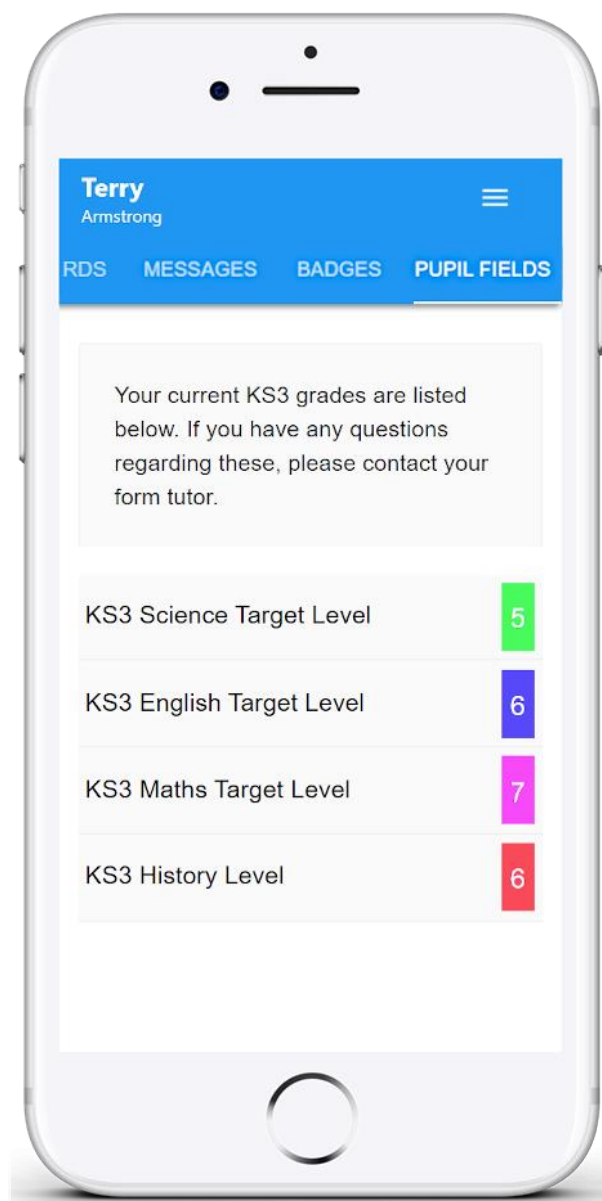 Terry
Armstrong
RDS MESSAGES BADGES PUPIL FIELDS
Your current KS3 grades are listed
below. If you have any questions
regarding these, please contact your
form tutor.
KS3 Science Target Level 5
KS3 English Target Level 6
KS3 Maths Target Level 7
KS3 History Level 6